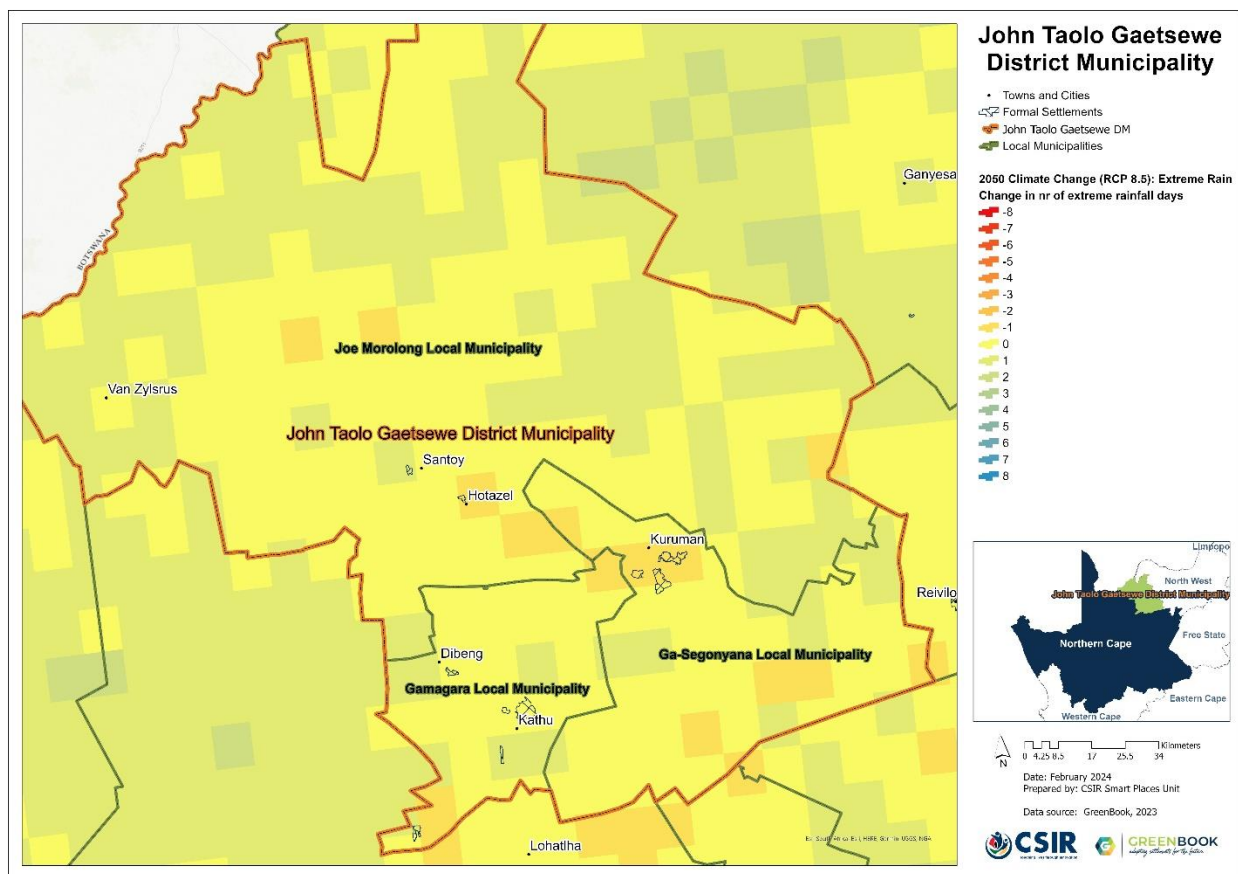 John Taolo Gaetsewe
District Municipality
Towns and Cities
Formal Settlements
John Taolo Gaetsewe DM
Local Municipalities
2050 Climate Change (RCP 8.5): Extreme Rain
Change in nr of extreme rainfall days
-8
-7
-6
-5
-4
-3
-2
-1
0
1
2
3
4
5
6
7
8
BOTSWANA
Ganyesa
Joe Morolong Local Municipality
Van Zylsrus
John Taolo Gaetsewe District Municipality
Santoy
Hotazel
Kuruman
Reivilo
Dibeng
Ga-Segonyana Local Municipality
Gamagara Local Municipality
Kathu
Lohatlha
Limpopo
North West
John Taolo Gaetsewe District Municipality
Free State
Northern Cape
Eastern Cape
Western Cape
N
Kilometers
0 4.25 8.5 17 25.5 34
Date: February 2024
Prepared by: CSIR Smart Places Unit
Data source: GreenBook, 2023
CSIR
GREENBOOK
adapting settlements for the future